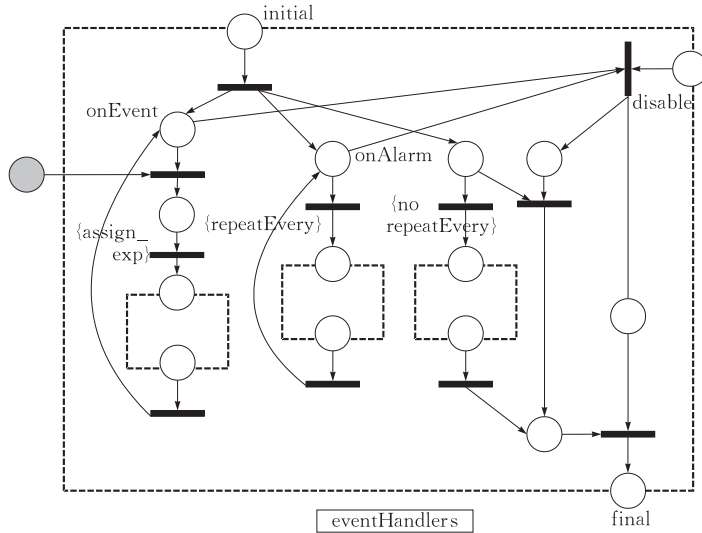 initial
onEvent
disable
onAlarm
{no
repeatEvery}
{repeatEvery}
{assign_
exp}
final
eventHandlers